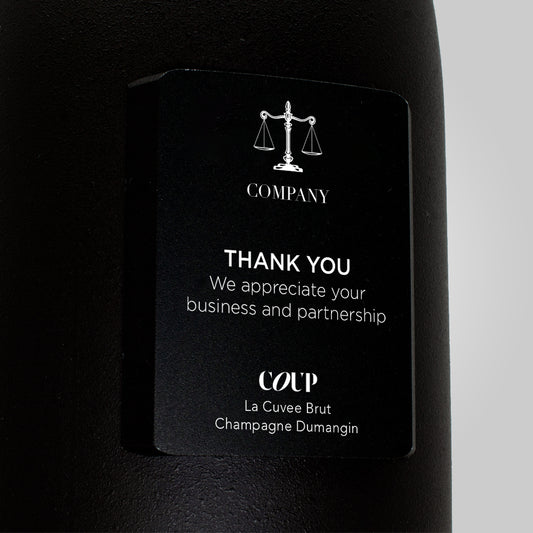 COMPANY
THANK YOU
We appreciate your
business and partnership
COUP
La Cuvee Brut
Champagne Dumangin